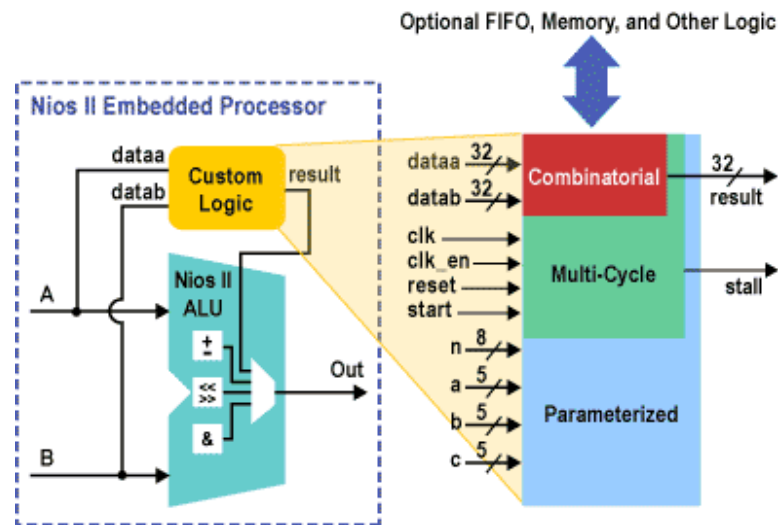 Optional FIFO, Memory, and Other Logic
Nios II Embedded Processor
dataa
datab
Custom
Logic
result
A
Nios II
ALU
+
-
<<
>>
&
Out
B
dataa 32
datab 32
clk
clk_en
reset
start
n 8
a 5
b 5
c 5
Combinatorial
Multi-Cycle
Parameterized
32
result
stall